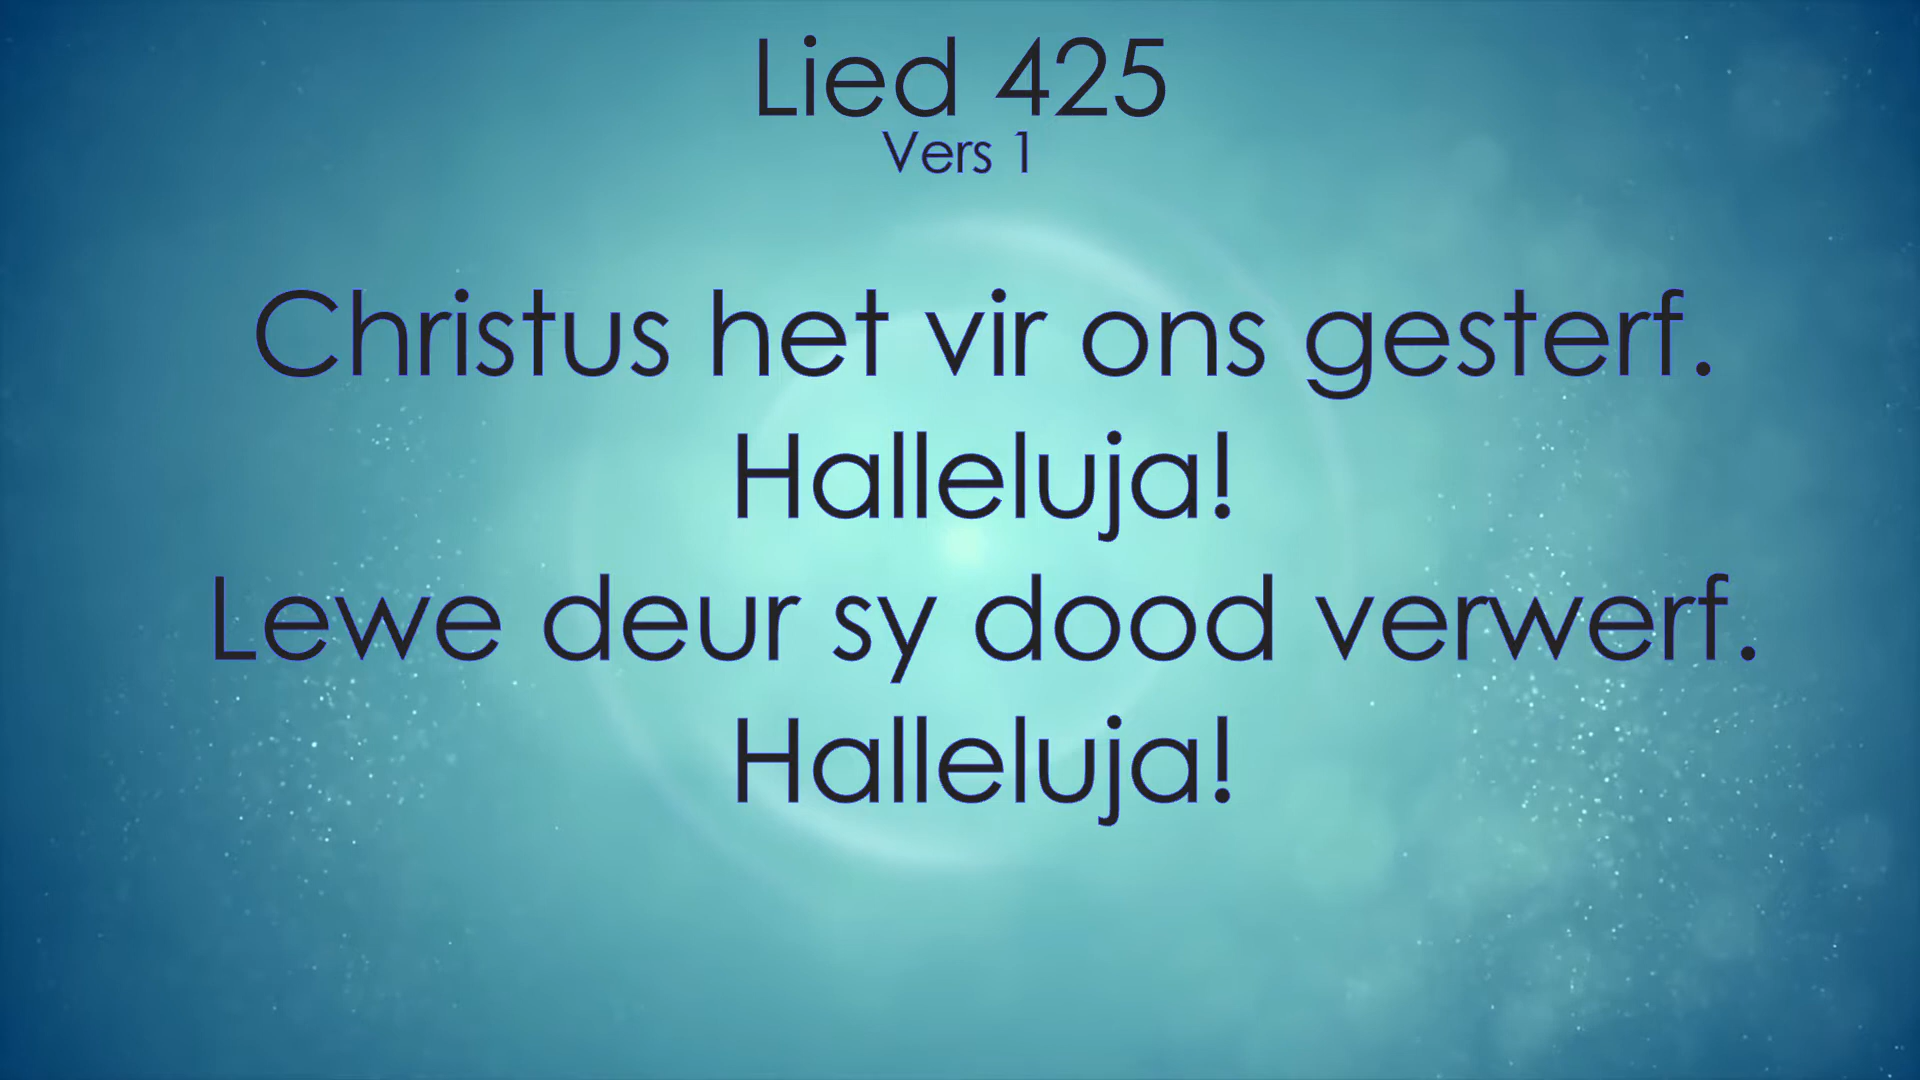 Lied 425
Vers 1
Christus het vir ons gesterf.
Halleluja!
Lewe deur sy dood verwerf.
Halleluja!